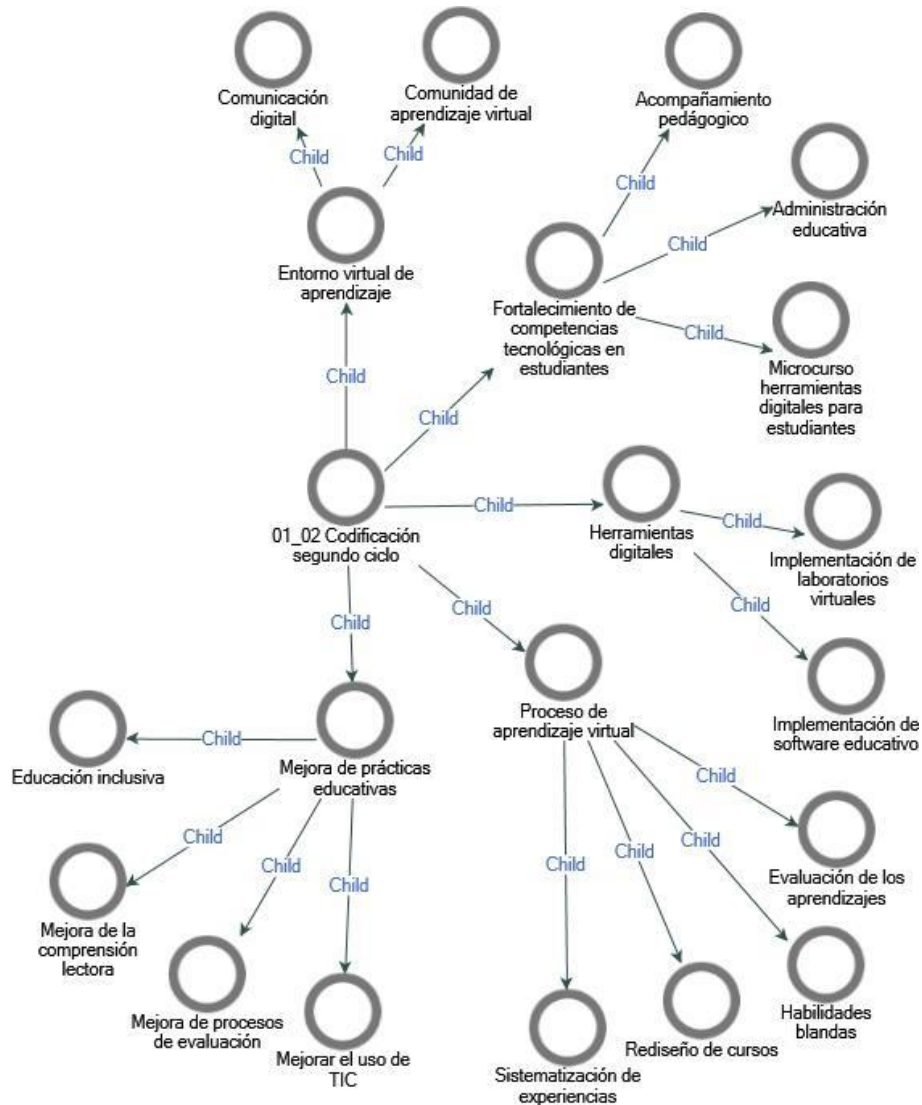 Comunicación
digital
Comunidad de
aprendizaje virtual
Acompañamiento
pedágogico
Child
Child
Child
Administración
educativa
Child
Entorno virtual de
aprendizaje
Fortalecimiento de
competencias
tecnológicas en
estudiantes
Child
Microcurso
herramientas
digitales para
estudiantes
Child
Child
01_02 Codificación
segundo ciclo
Child
Herramientas
digitales
Child
Implementación de
laboratorios
virtuales
Child
Implementación de
software educativo
Child
Child
Mejora de prácticas
educativas
Proceso de
aprendizaje virtual
Child
Educación inclusiva
Child
Mejora de la
comprensión
lectora
Child
Mejora de procesos
de evaluación
Child
Mejorar el uso de
TIC
Child
Evaluación de los
aprendizajes
Child
Habilidades
blandas
Child
Rediseño de cursos
Child
Sistematización de
experiencias